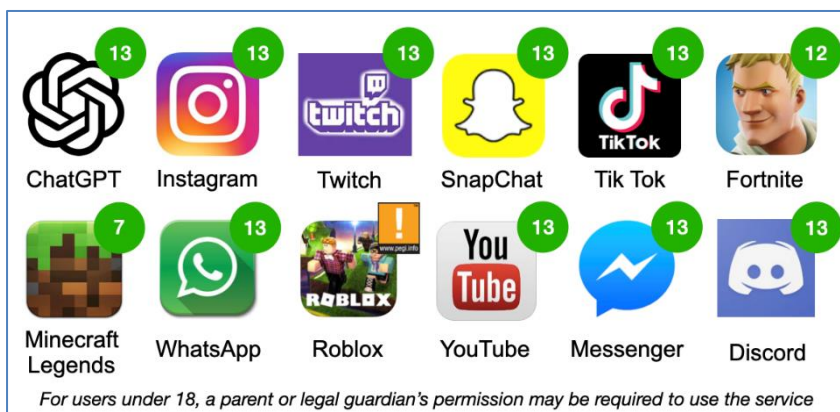 13 13 13 13 13 12
twitch
TikTok
ChatGPT Instagram Twitch SnapChat Tik Tok Fortnite
7 13 ! 13 13 13
www.pegi.info
You
Tube
ROBLOX
Minecraft
Legends WhatsApp Roblox YouTube Messenger Discord
For users under 18, a parent or legal guardian's permission may be required to use the service